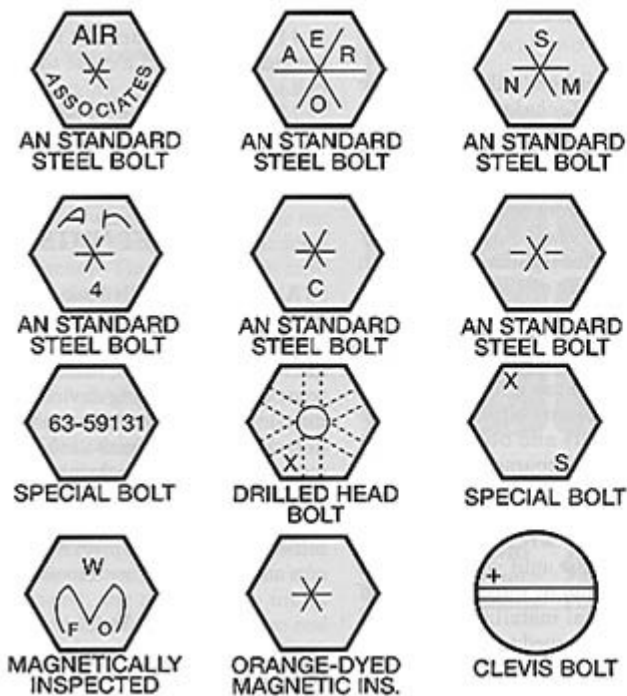 AIR
ASSOCIATES
AN STANDARD
STEEL BOLT
A E R
O
AN STANDARD
STEEL BOLT
S
N M
AN STANDARD
STEEL BOLT
An
4
AN STANDARD
STEEL BOLT
C
AN STANDARD
STEEL BOLT
AN STANDARD
STEEL BOLT
63-59131
SPECIAL BOLT
X
DRILLED HEAD
BOLT
X
S
SPECIAL BOLT
W
F O
MAGNETICALLY
INSPECTED
ORANGE-DYED
MAGNETIC INS.
+
CLEVIS BOLT